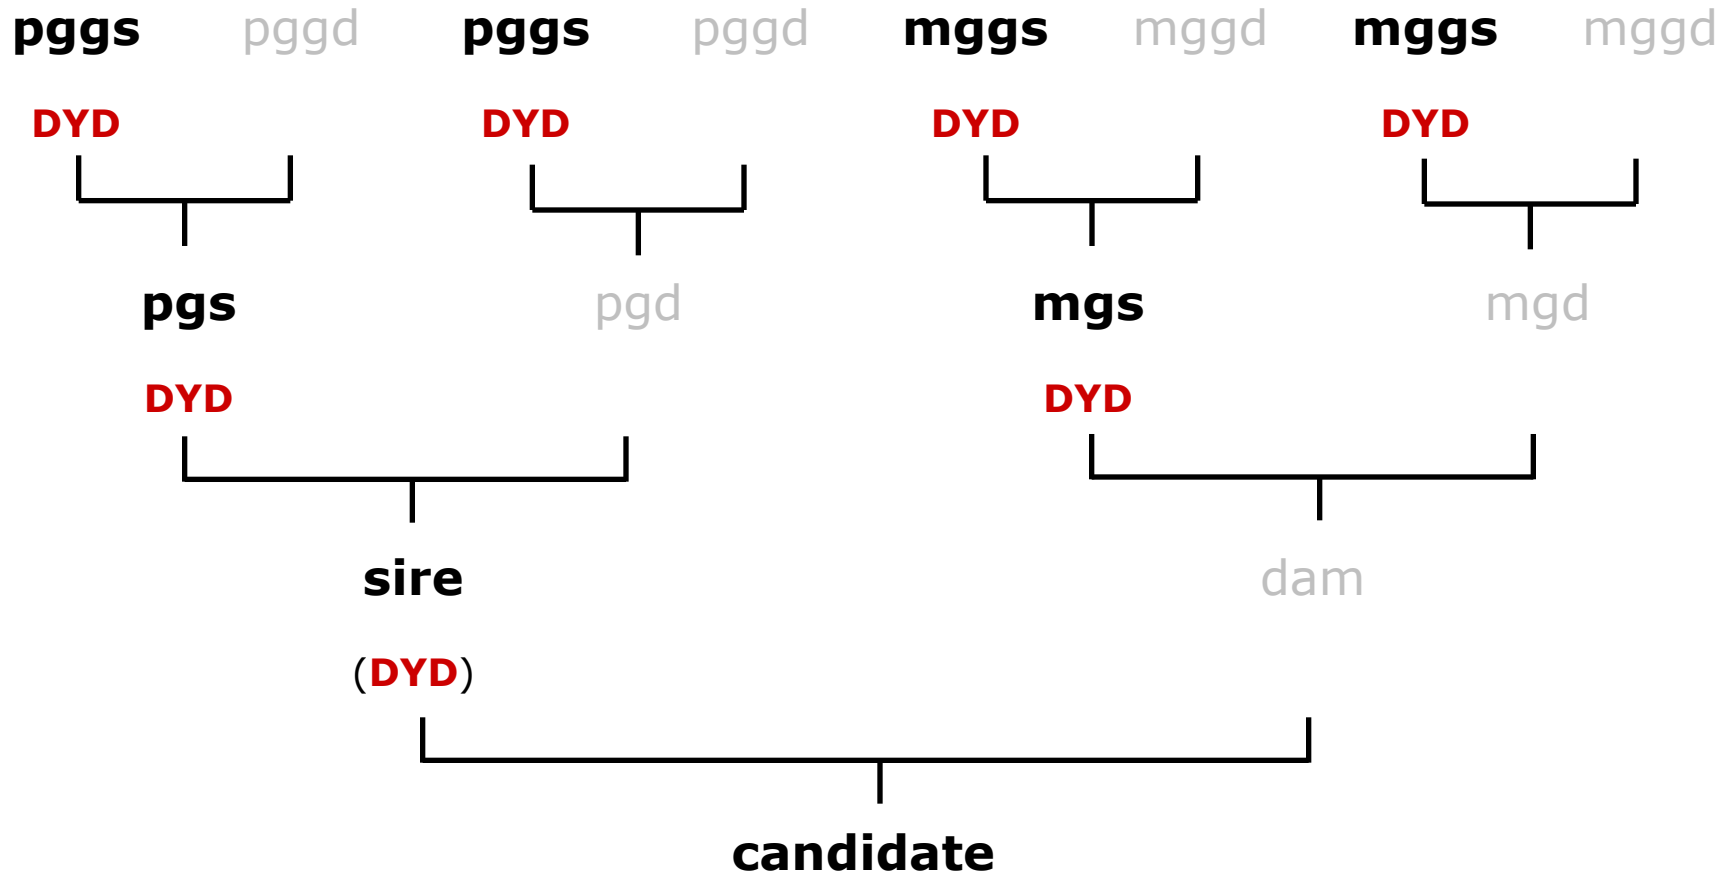 pggs pggd pggs pggd mggs mggd mggs mggd
DYD DYD DYD DYD
pgs pgd mgs mgd
DYD DYD
sire dam
(DYD)
candidate